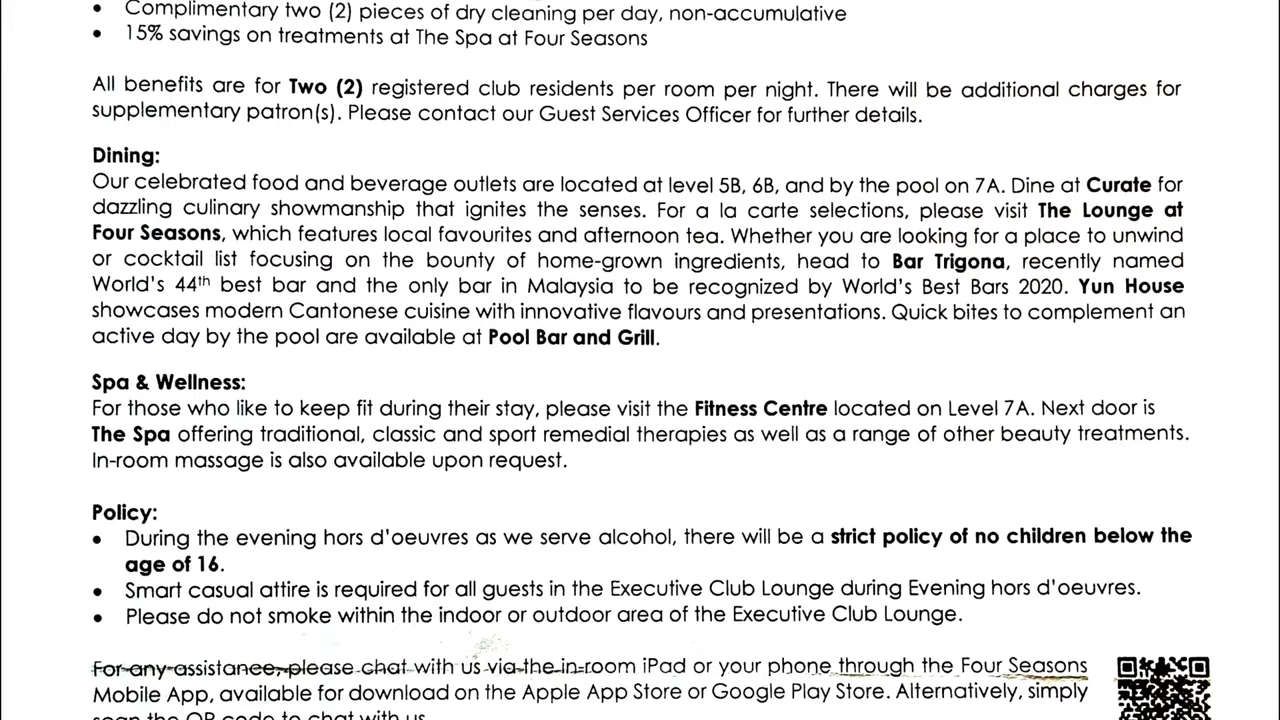 • Complimentary two (2) pieces of dry cleaning per day, non-accumulative
• 15% savings on treatments at The Spa at Four Seasons
All benefits are for Two (2) registered club residents per room per night. There will be additional charges for
supplementary patron(s). Please contact our Guest Services Officer for further details.
Dining:
Our celebrated food and beverage outlets are located at level 5B, 6B, and by the pool on 7A. Dine at Curate for
dazzling culinary showmanship that ignites the senses. For a la carte selections, please visit The Lounge at
Four Seasons, which features local favourites and afternoon tea. Whether you are looking for a place to unwind
or cocktail list focusing on the bounty of home-grown ingredients, head to Bar Trigona, recently named
World's 44th best bar and the only bar in Malaysia to be recognized by World's Best Bars 2020. Yun House
showcases modern Cantonese cuisine with innovative flavours and presentations. Quick bites to complement an
active day by the pool are available at Pool Bar and Grill.
Spa & Wellness:
For those who like to keep fit during their stay, please visit the Fitness Centre located on Level 7A. Next door is
The Spa offering traditional, classic and sport remedial therapies as well as a range of other beauty treatments.
In-room massage is also available upon request.
Policy:
• During the evening hors d'oeuvres as we serve alcohol, there will be a strict policy of no children below the
age of 16.
• Smart casual attire is required for all guests in the Executive Club Lounge during Evening hors d'oeuvres.
• Please do not smoke within the indoor or outdoor area of the Executive Club Lounge.
For any assistance, please chat with us via the in-room iPad or your phone through the Four Seasons
Mobile App, available for download on the Apple App Store or Google Play Store. Alternatively, simply
scan the QR code to chat with us.